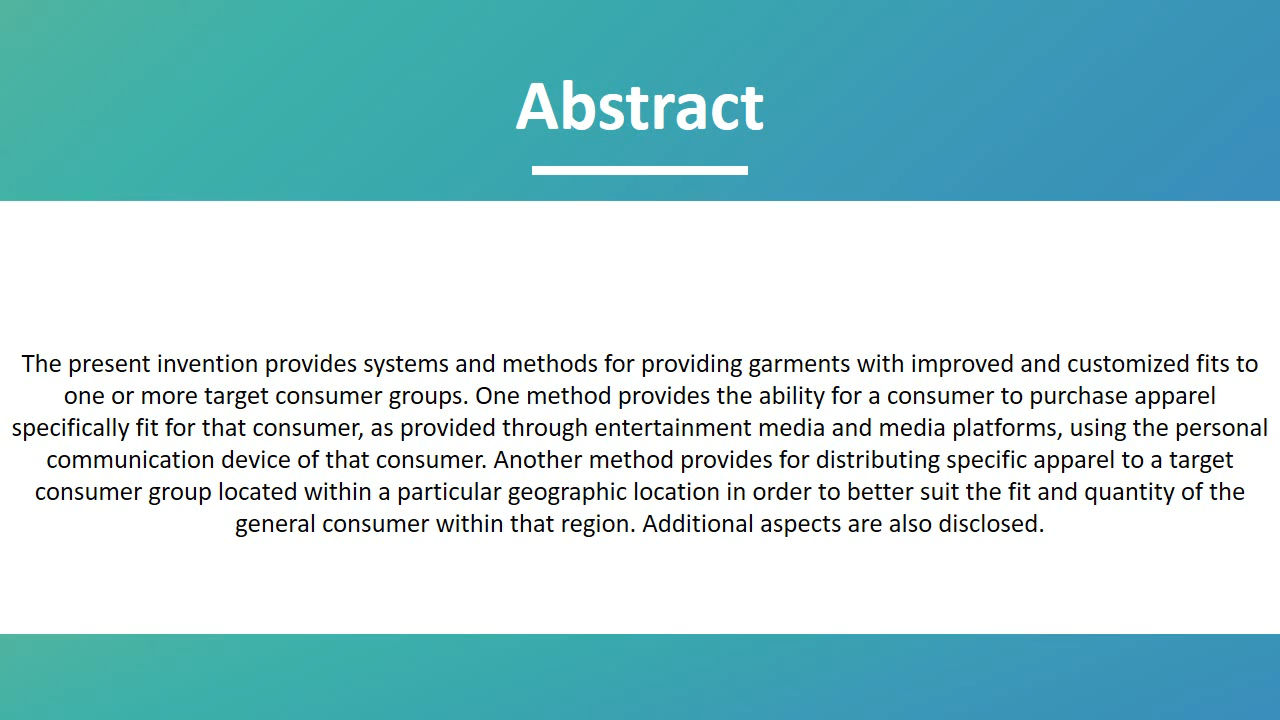 Abstract
The present invention provides systems and methods for providing garments with improved and customized fits to
one or more target consumer groups. One method provides the ability for a consumer to purchase apparel
specifically fit for that consumer, as provided through entertainment media and media platforms, using the personal
communication device of that consumer. Another method provides for distributing specific apparel to a target
consumer group located within a particular geographic location in order to better suit the fit and quantity of the
general consumer within that region. Additional aspects are also disclosed.